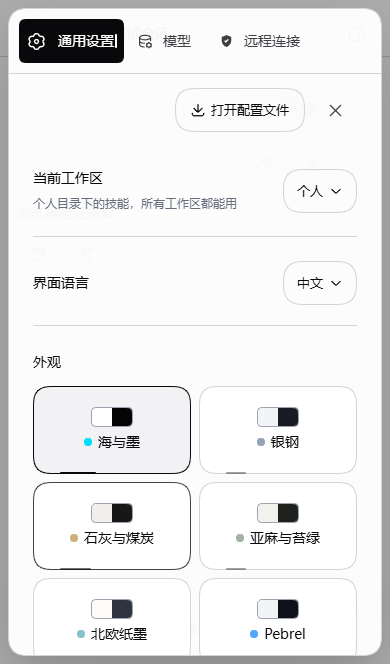 通用设置
模型
远程连接
打开配置文件
当前工作区
个人目录下的技能，所有工作区都能用
个人
界面语言
中文
外观
海与墨
银钢
石灰与煤炭
亚麻与苔绿
北欧纸墨
Pebrel